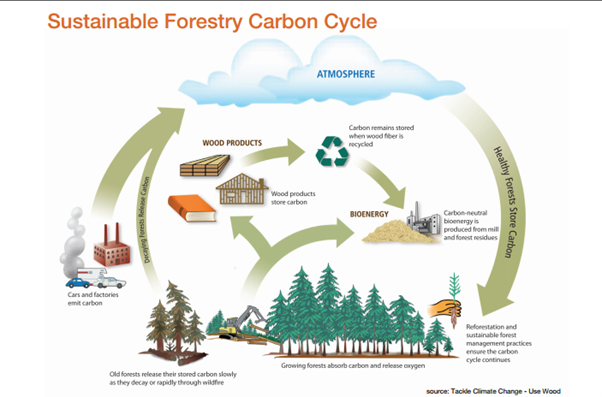 Sustainable Forestry Carbon Cycle
ATMOSPHERE
Carbon remains stored
when wood fiber is
recycled
WOOD PRODUCTS
Healthy Forests Store Carbon
Decaying Forests Release Carbon
Wood products
store carbon
BIOENERGY
Carbon-neutral
bioenergy is
produced from mill
and forest residues
Cars and factories
emit carbon
Reforestation and
sustainable forest
management practices
ensure the carbon
cycle continues
Old forests release their stored carbon slowly
as they decay or rapidly through wildfire
Growing forests absorb carbon and release oxygen
source: Tackle Climate Change - Use Wood